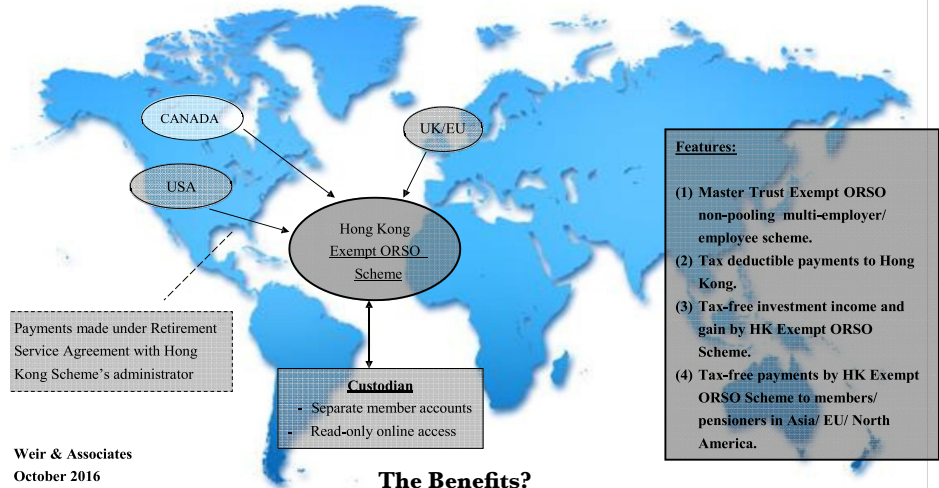 CANADA
UK/EU
USA
Hong Kong
Exempt ORSO
Scheme
Features:
(1) Master Trust Exempt ORSO
non-pooling multi-employer/
employee scheme.
(2) Tax deductible payments to Hong
Kong.
(3) Tax-free investment income and
gain by HK Exempt ORSO
Scheme.
(4) Tax-free payments by HK Exempt
ORSO Scheme to members/
pensioners in Asia/ EU/ North
America.
Payments made under Retirement
Service Agreement with Hong
Kong Scheme's administrator
Custodian
- Separate member accounts
- Read-only online access
Weir & Associates
October 2016
The Benefits?